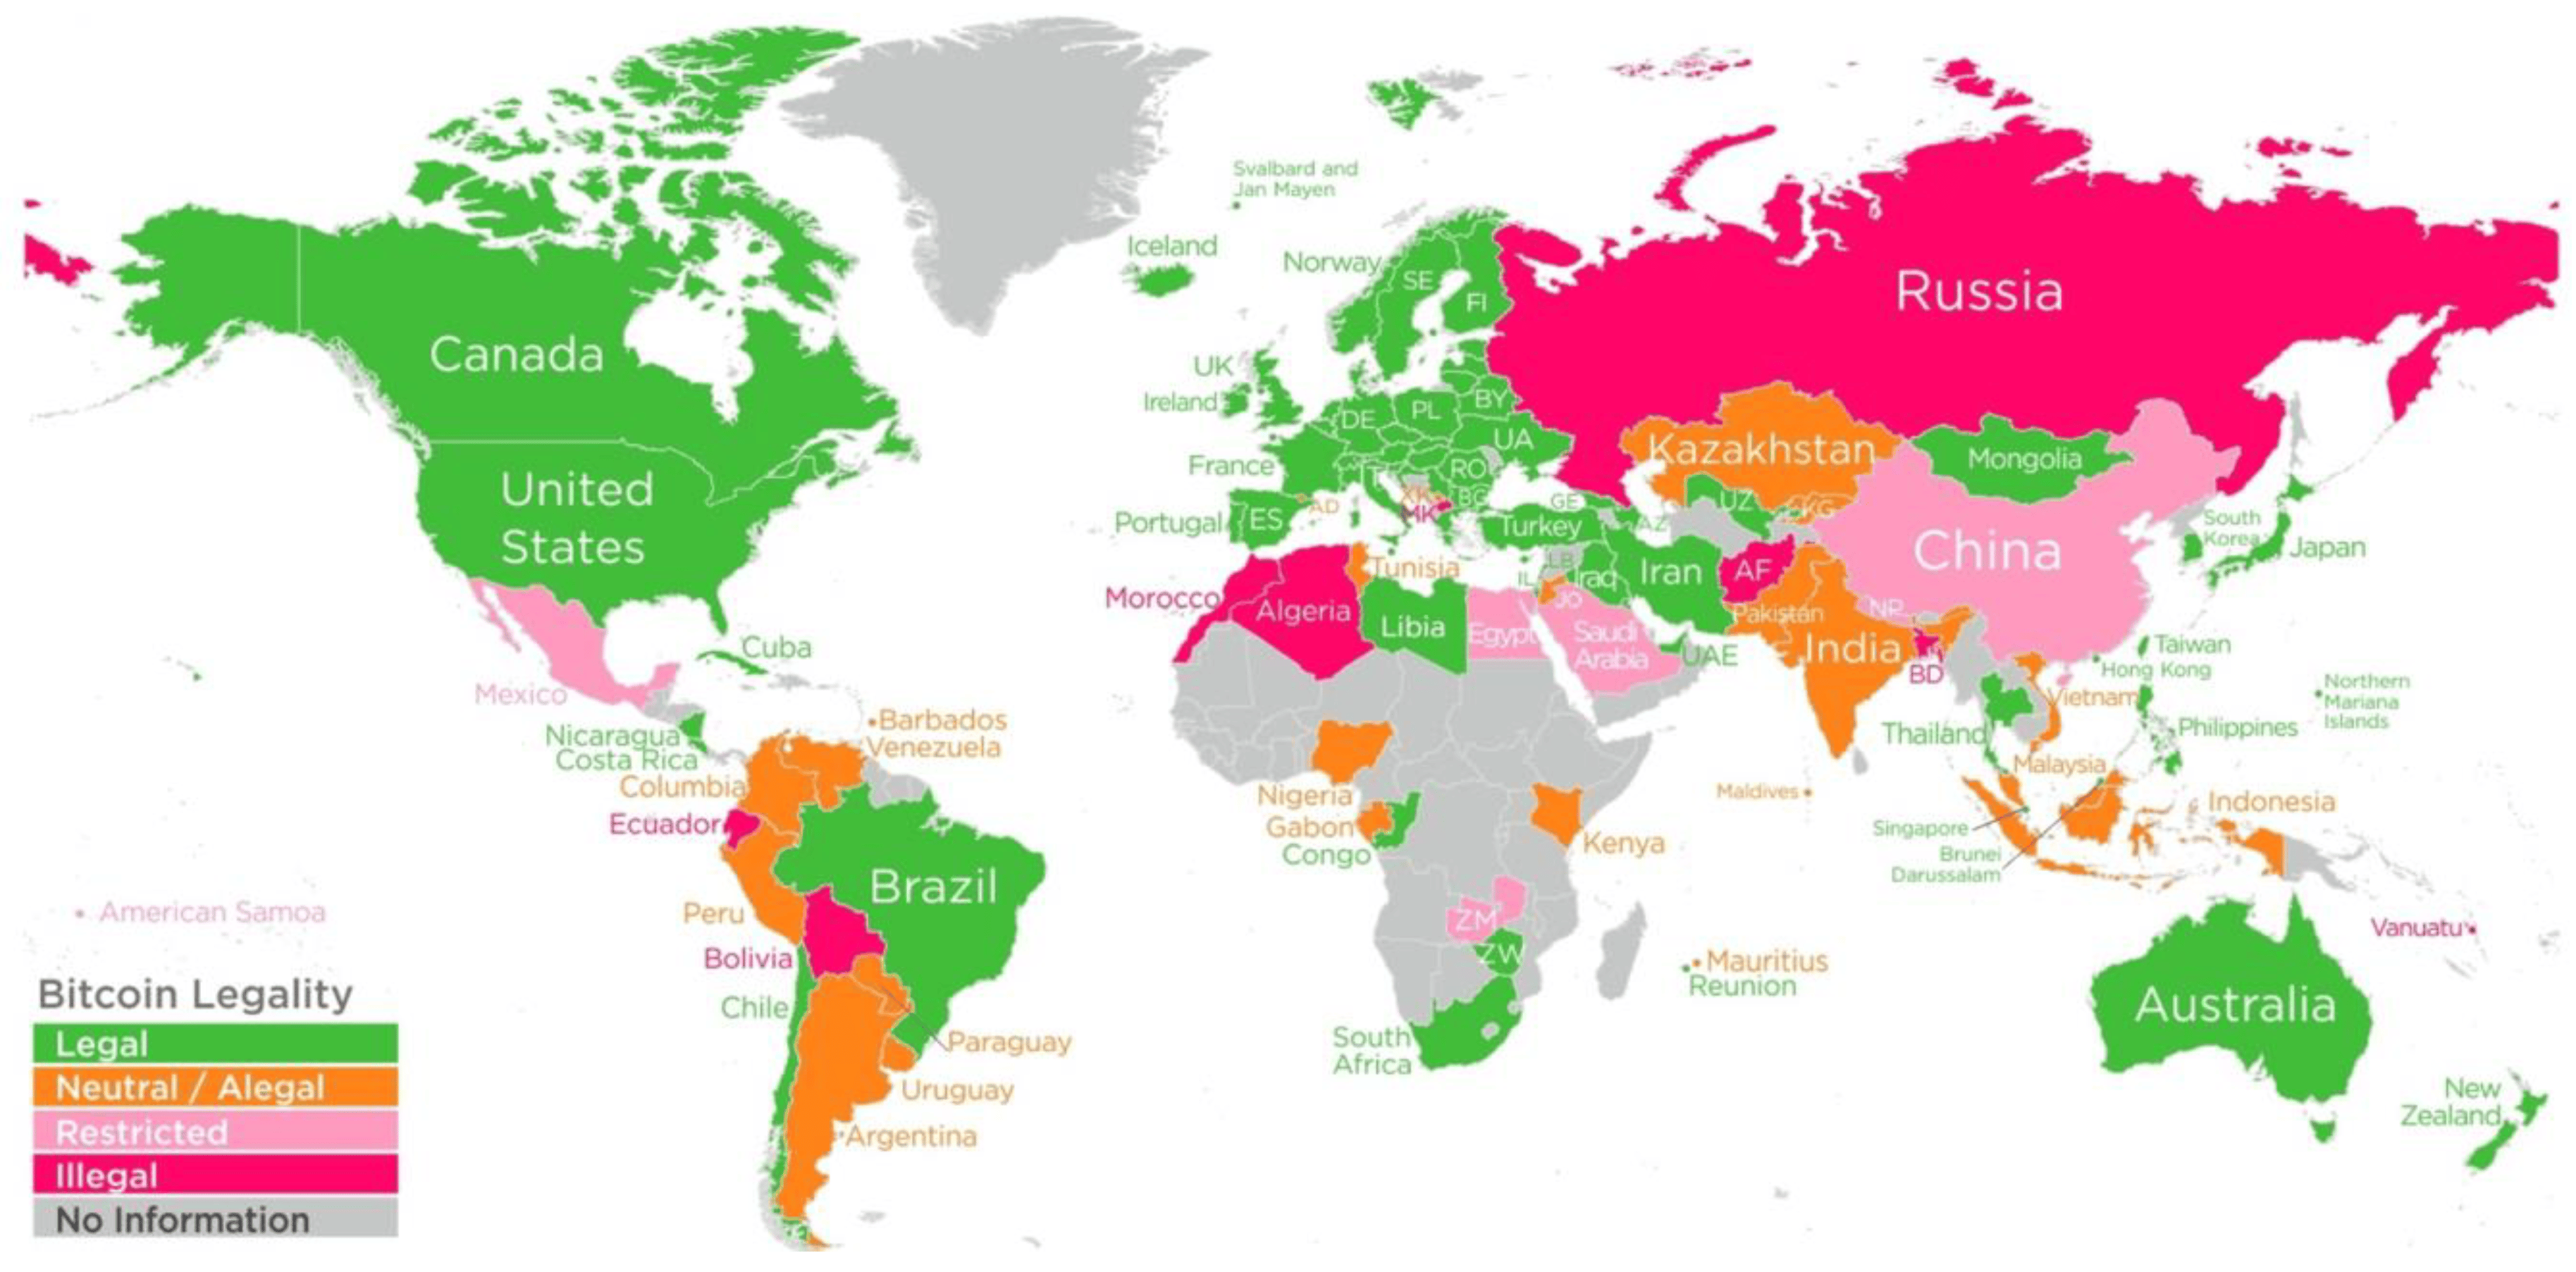 Svalbard and
Jan Mayen
Iceland
Norway
SE
FI
Russia
UK
Ireland
Canada
DE
PL
BY
UA
Kazakhstan
Mongolia
France
IT
RO
United
States
XK
BG
GE
UZ
KG
AD
MK
Portugal
ES
Turkey
AZ
South
Korea
Japan
China
Tunisia
LB
IL
Iraq
Iran
AF
JO
Morocco
Algeria
Líbia
Egypt
Saudi
Arabia
UAE
Pakistan
NP
India
BD
Taiwan
Hong Kong
Cuba
Mexico
Northern
Mariana
Islands
Vietnam
Barbados
Venezuela
Nicaragua
Costa Rica
Thailand
Philippines
Malaysia
Columbia
Ecuador
Nigeria
Gabon
Congo
Kenya
Maldives
Indonesia
Singapore
Brunei
Darussalam
Brazil
American Samoa
Peru
Bolivia
ZM
ZW
Vanuatu
Mauritius
Reunion
Chile
Australia
Paraguay
South
Africa
Uruguay
Argentina
New
Zealand
Bitcoin Legality
Legal
Neutral / Alegal
Restricted
Illegal
No Information